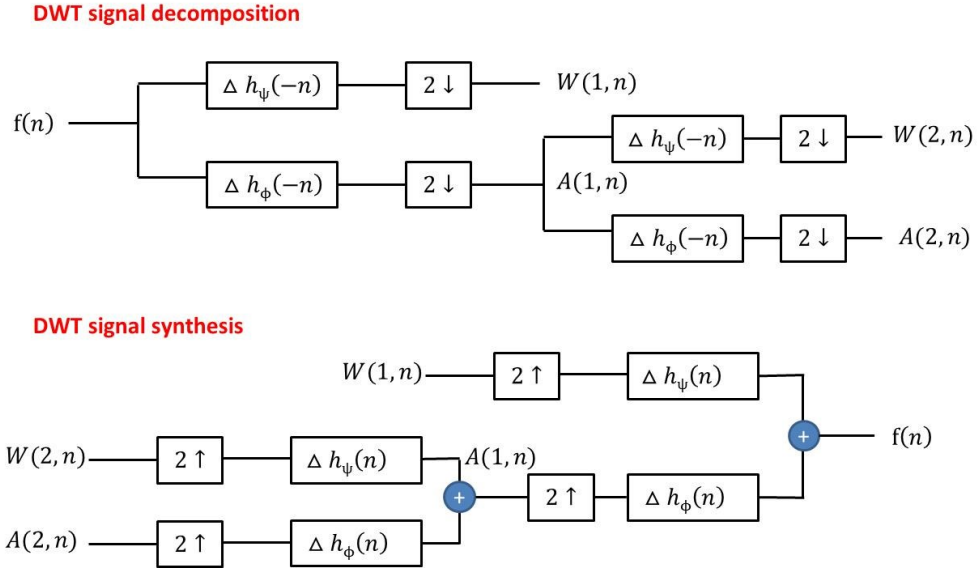 DWT signal decomposition
△ h_ψ(−n)
2 ↓
W(1, n)
f(n)
△ h_ψ(−n)
2 ↓
W(2, n)
△ h_ϕ(−n)
2 ↓
A(1, n)
△ h_ϕ(−n)
2 ↓
A(2, n)
DWT signal synthesis
W(1, n)
2 ↑
△ h_ψ(n)
+
f(n)
W(2, n)
2 ↑
△ h_ψ(n)
A(1, n)
+
2 ↑
△ h_ϕ(n)
A(2, n)
2 ↑
△ h_ϕ(n)